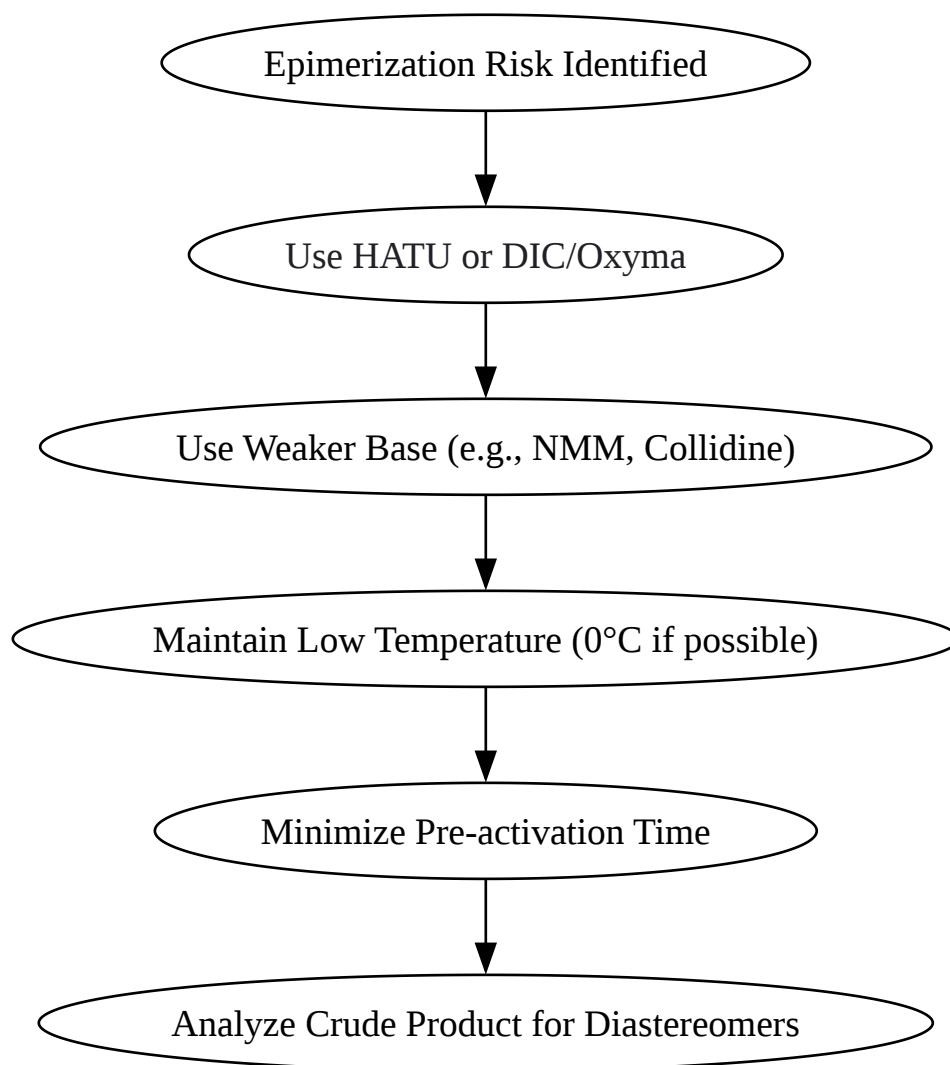 Epimerization Risk Identified
Use HATU or DIC/Oxyma
Use Weaker Base (e.g., NMM, Collidine)
Maintain Low Temperature (0°C if possible)
Minimize Pre-activation Time
Analyze Crude Product for Diastereomers